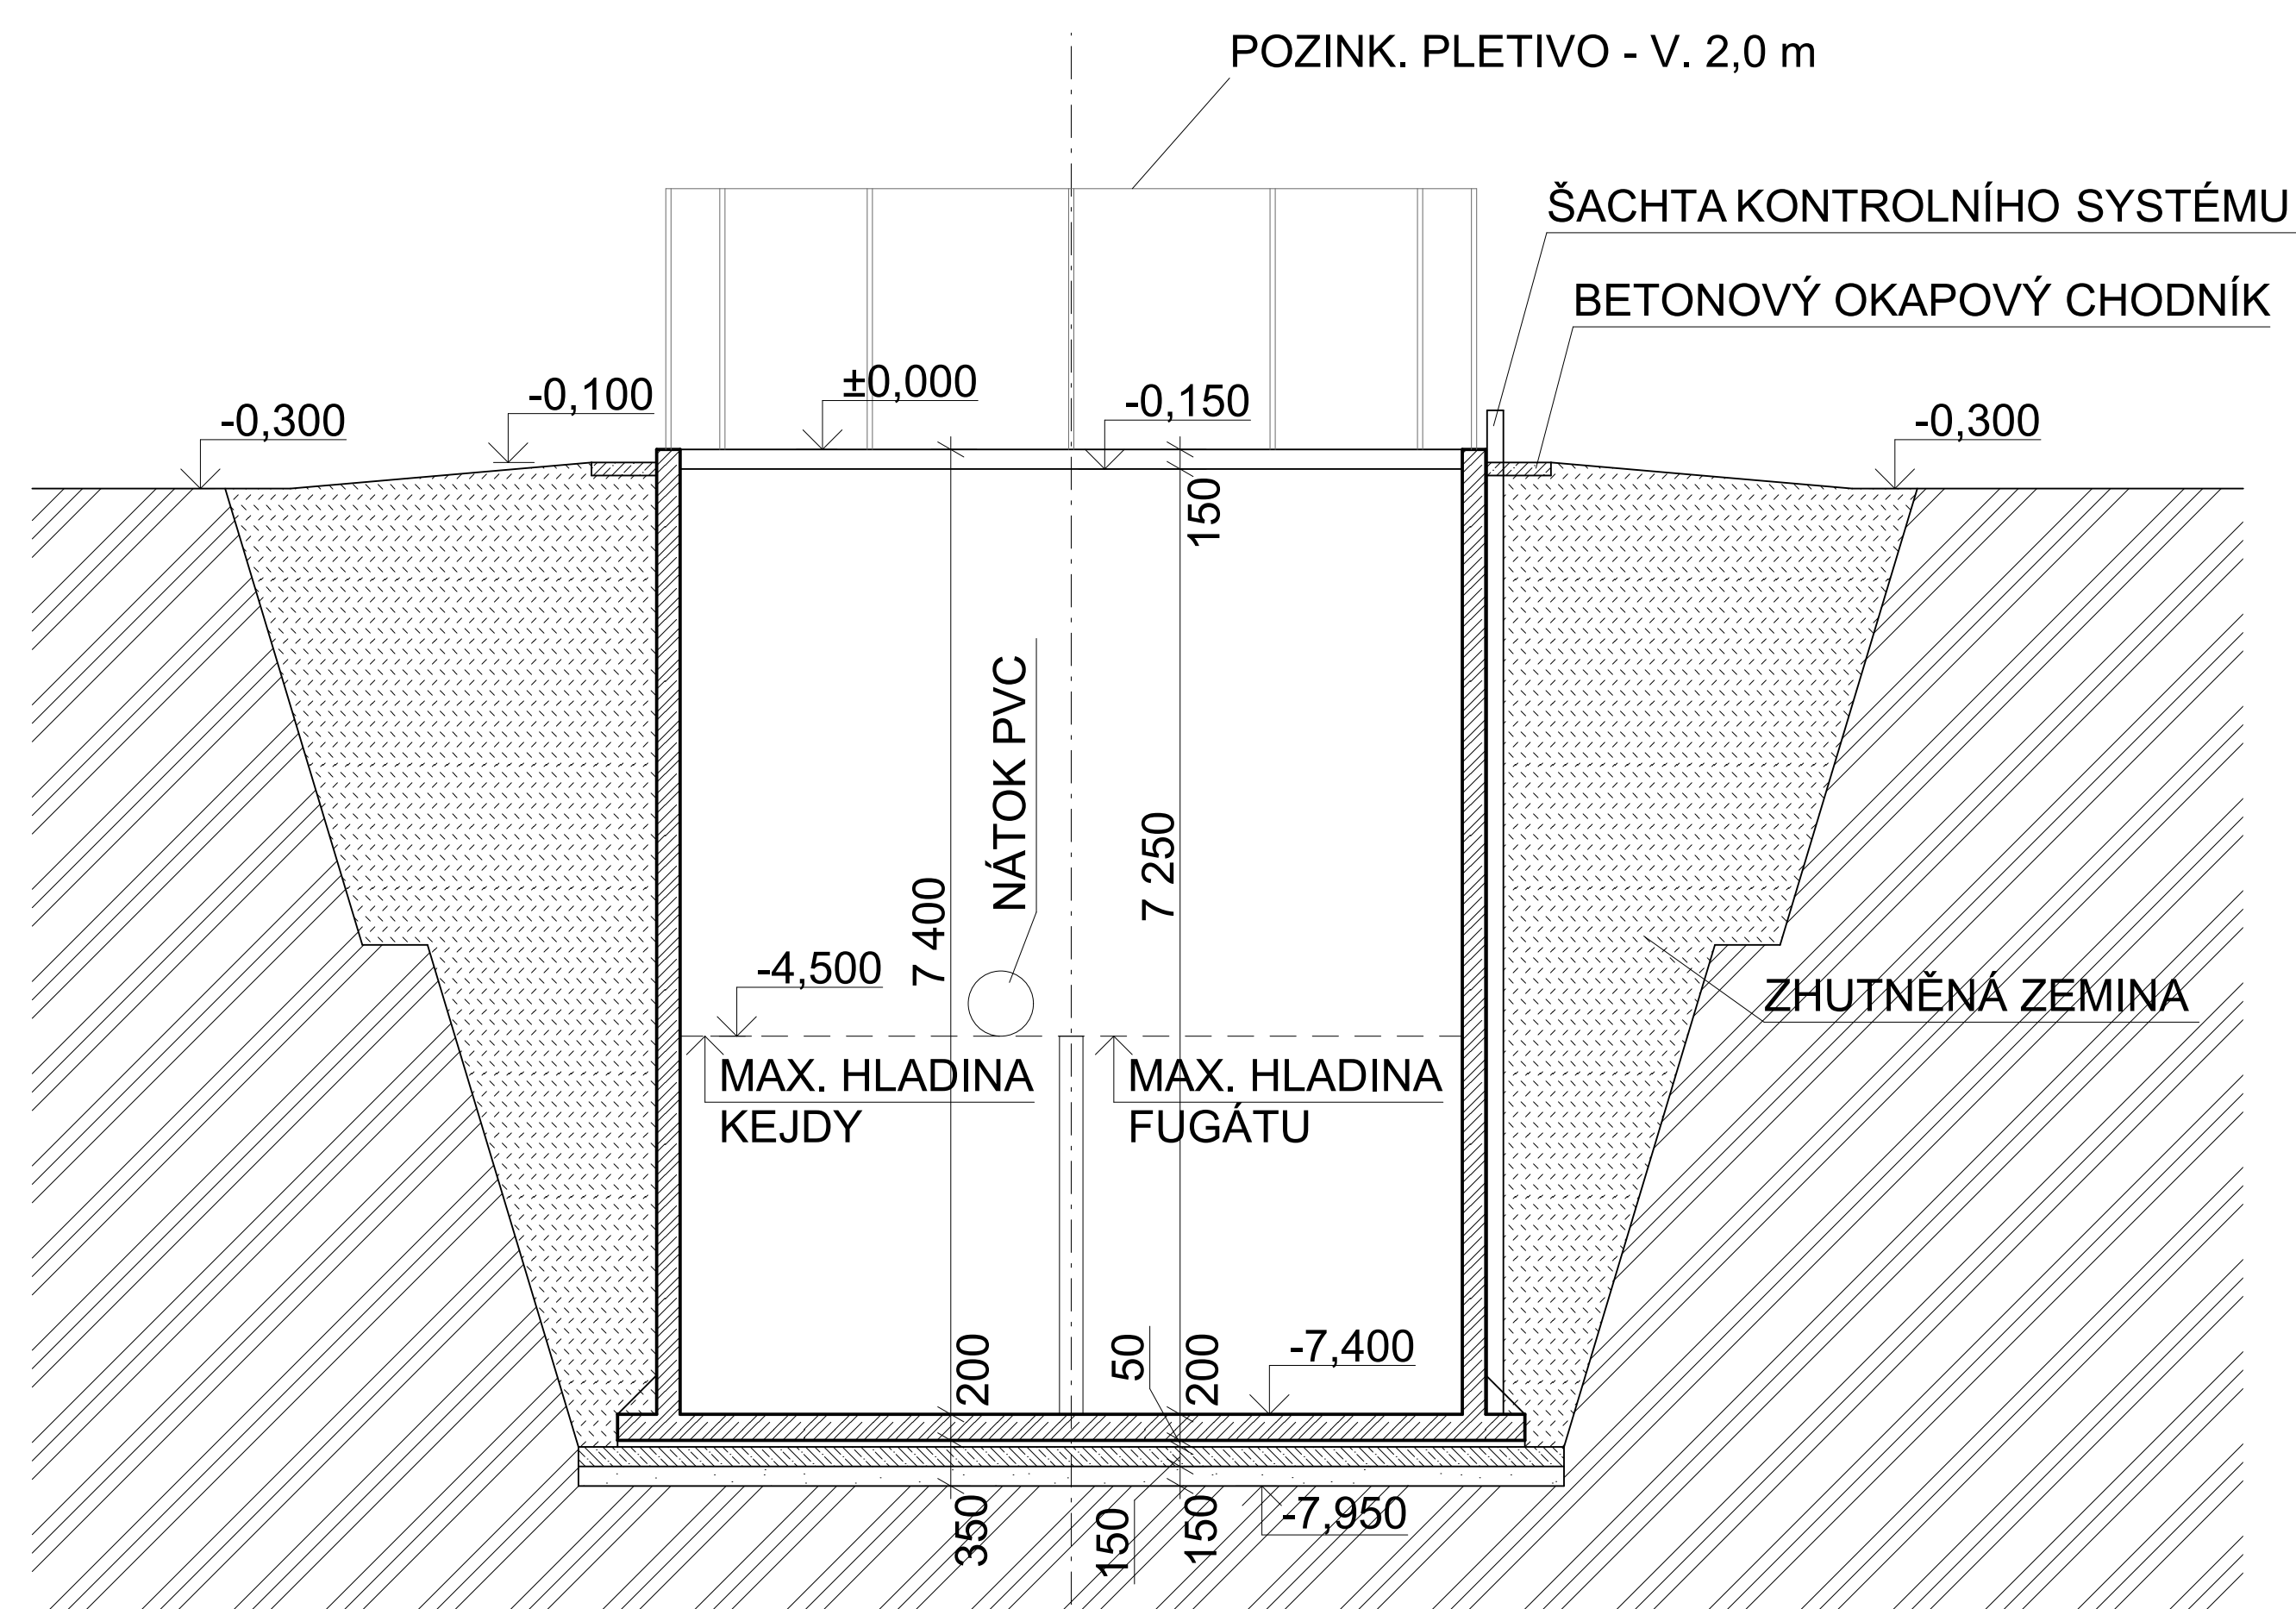 POZINK. PLETIVO - V. 2,0 m
ŠACHTA KONTROLNÍHO SYSTÉMU
BETONOVÝ OKAPOVÝ CHODNÍK
-0,300
-0,100
±0,000
-0,150
-0,300
150
NÁTOK PVC
7 400
7 250
-4,500
ZHUTNĚNÁ ZEMINA
MAX. HLADINA
KEJDY
MAX. HLADINA
FUGÁTU
200
50
200
-7,400
350
150
150
-7,950